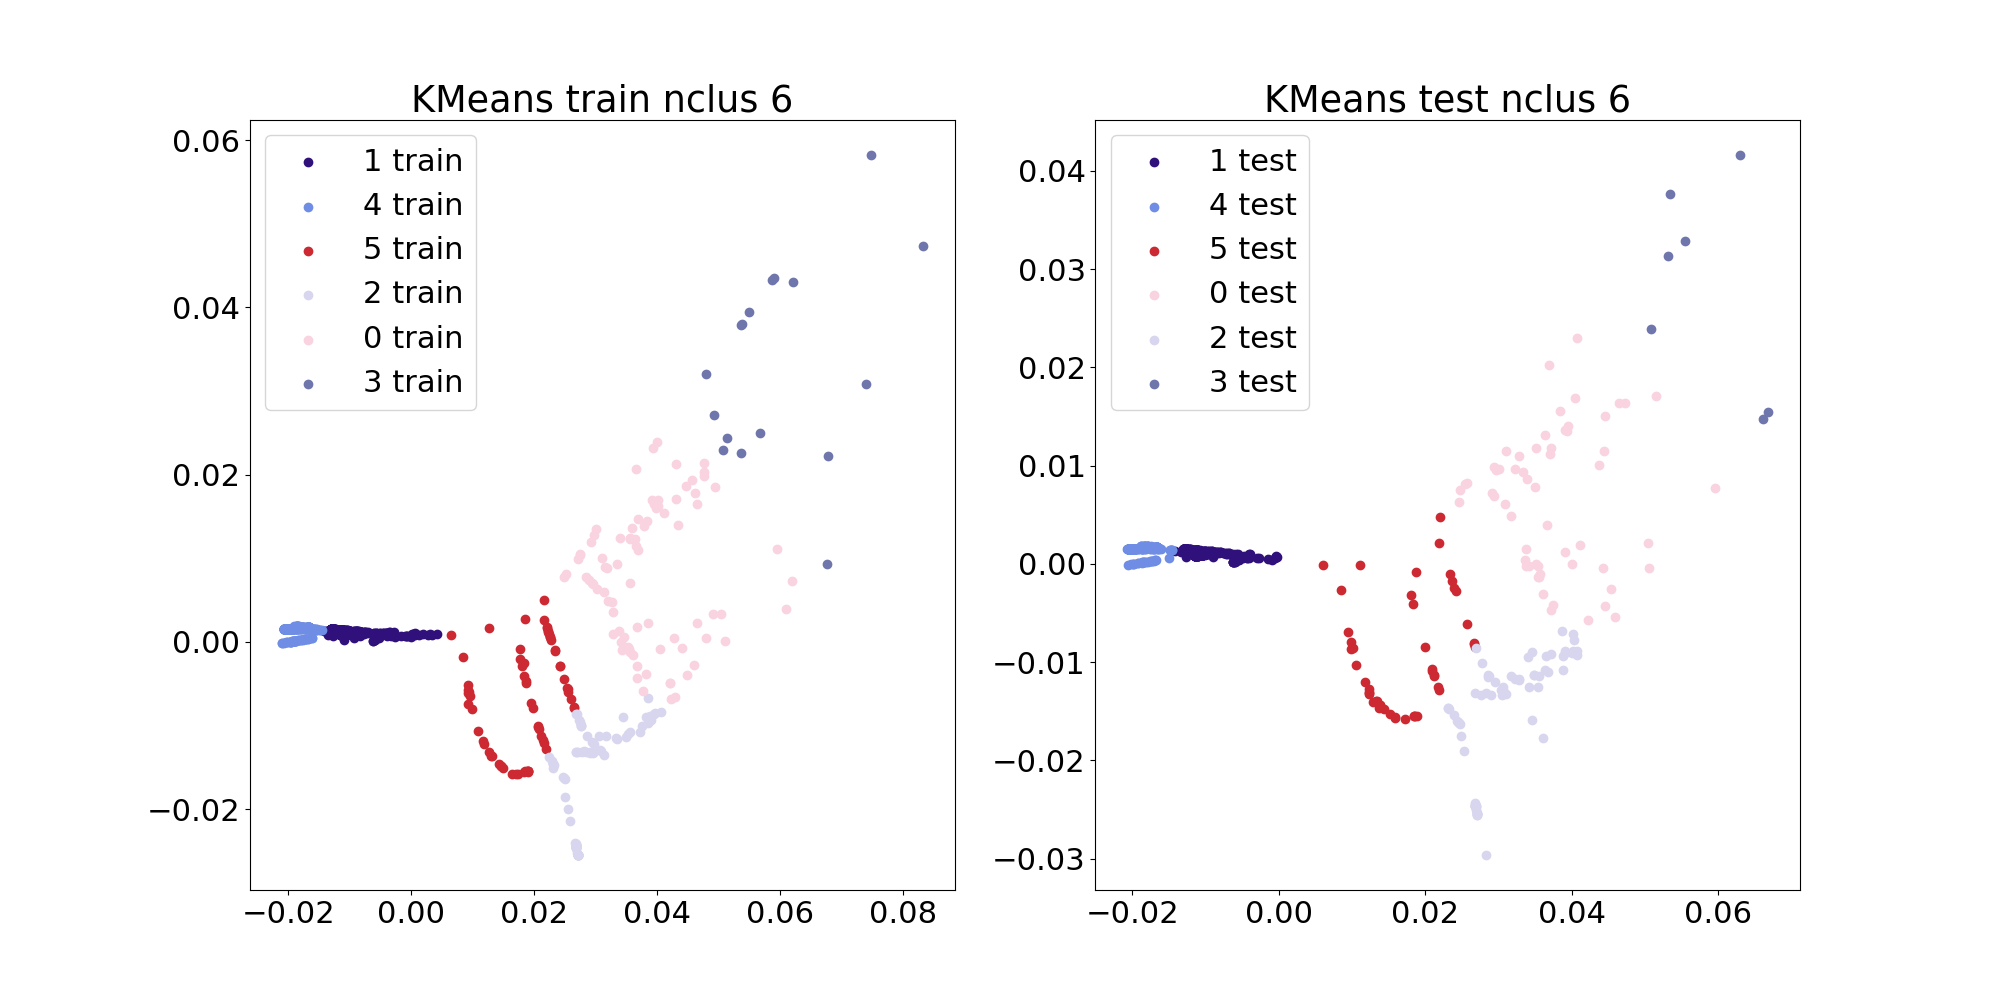 KMeans train nclus 6
1 train
4 train
5 train
2 train
0 train
3 train
0.06
0.04
0.02
0.00
−0.02
−0.02 0.00 0.02 0.04 0.06 0.08
KMeans test nclus 6
1 test
4 test
5 test
0 test
2 test
3 test
0.04
0.03
0.02
0.01
0.00
−0.01
−0.02
−0.03
−0.02 0.00 0.02 0.04 0.06